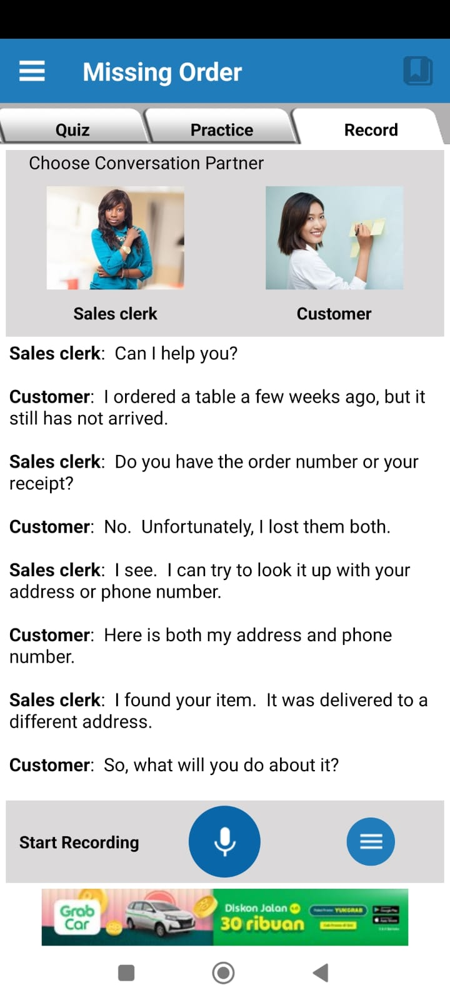 Missing Order
Quiz
Practice
Record
Choose Conversation Partner
Sales clerk
Customer
Sales clerk:  Can I help you?
Customer:  I ordered a table a few weeks ago, but it
still has not arrived.
Sales clerk:  Do you have the order number or your
receipt?
Customer:  No.  Unfortunately, I lost them both.
Sales clerk:  I see.  I can try to look it up with your
address or phone number.
Customer:  Here is both my address and phone
number.
Sales clerk:  I found your item.  It was delivered to a
different address.
Customer:  So, what will you do about it?
Start Recording
Grab
Car
Diskon Jalan
30 ribuan
YUKGRAB